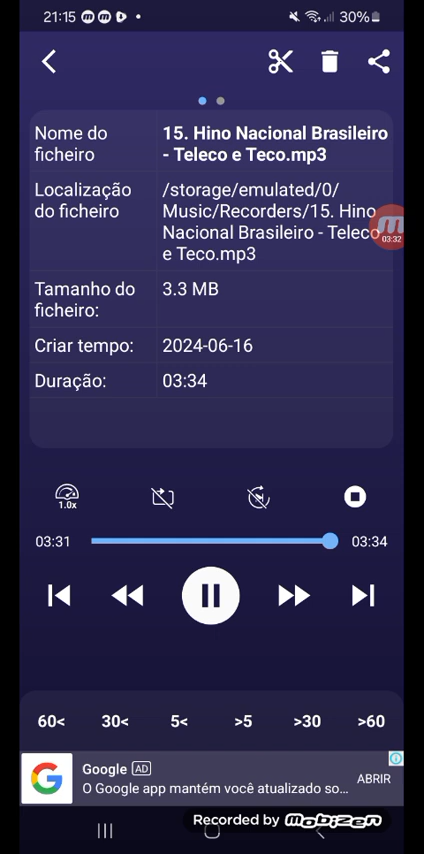 21:15
30%
Nome do
ficheiro
15. Hino Nacional Brasileiro
- Teleco e Teco.mp3
Localização
do ficheiro
/storage/emulated/0/
Music/Recorders/15. Hino
Nacional Brasileiro - Teleco
e Teco.mp3
03:32
Tamanho do
ficheiro:
3.3 MB
Criar tempo:
2024-06-16
Duração:
03:34
1.0x
03:31
03:34
60<
30<
5<
>5
>30
>60
Google AD
O Google app mantém você atualizado so...
ABRIR
Recorded by Mobizen